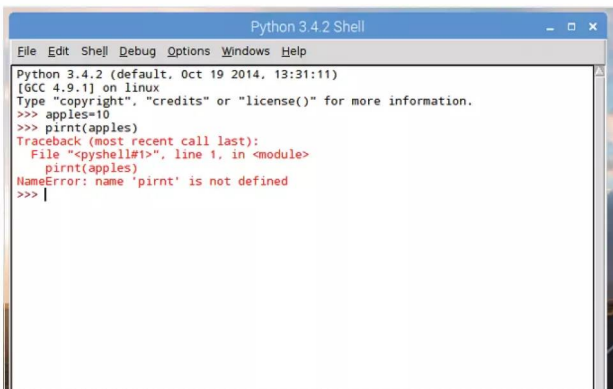 Python 3.4.2 Shell
File Edit Shell Debug Options Windows Help
Python 3.4.2 (default, Oct 19 2014, 13:31:11)
[GCC 4.9.1] on linux
Type "copyright", "credits" or "license()" for more information.
>>> apples=10
>>> pirnt(apples)
Traceback (most recent call last):
  File "<pyshell#1>", line 1, in <module>
    pirnt(apples)
NameError: name 'pirnt' is not defined
>>>